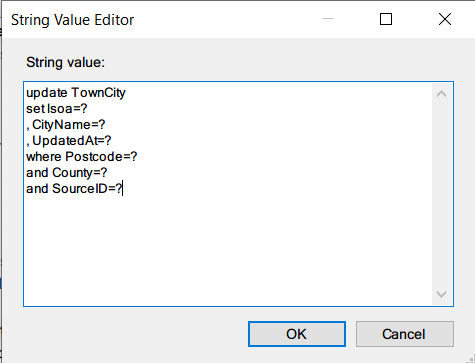 String Value Editor
String value:
update TownCity
set lsoa=?
, CityName=?
, UpdatedAt=?
where Postcode=?
and County=?
and SourceID=?
OK
Cancel